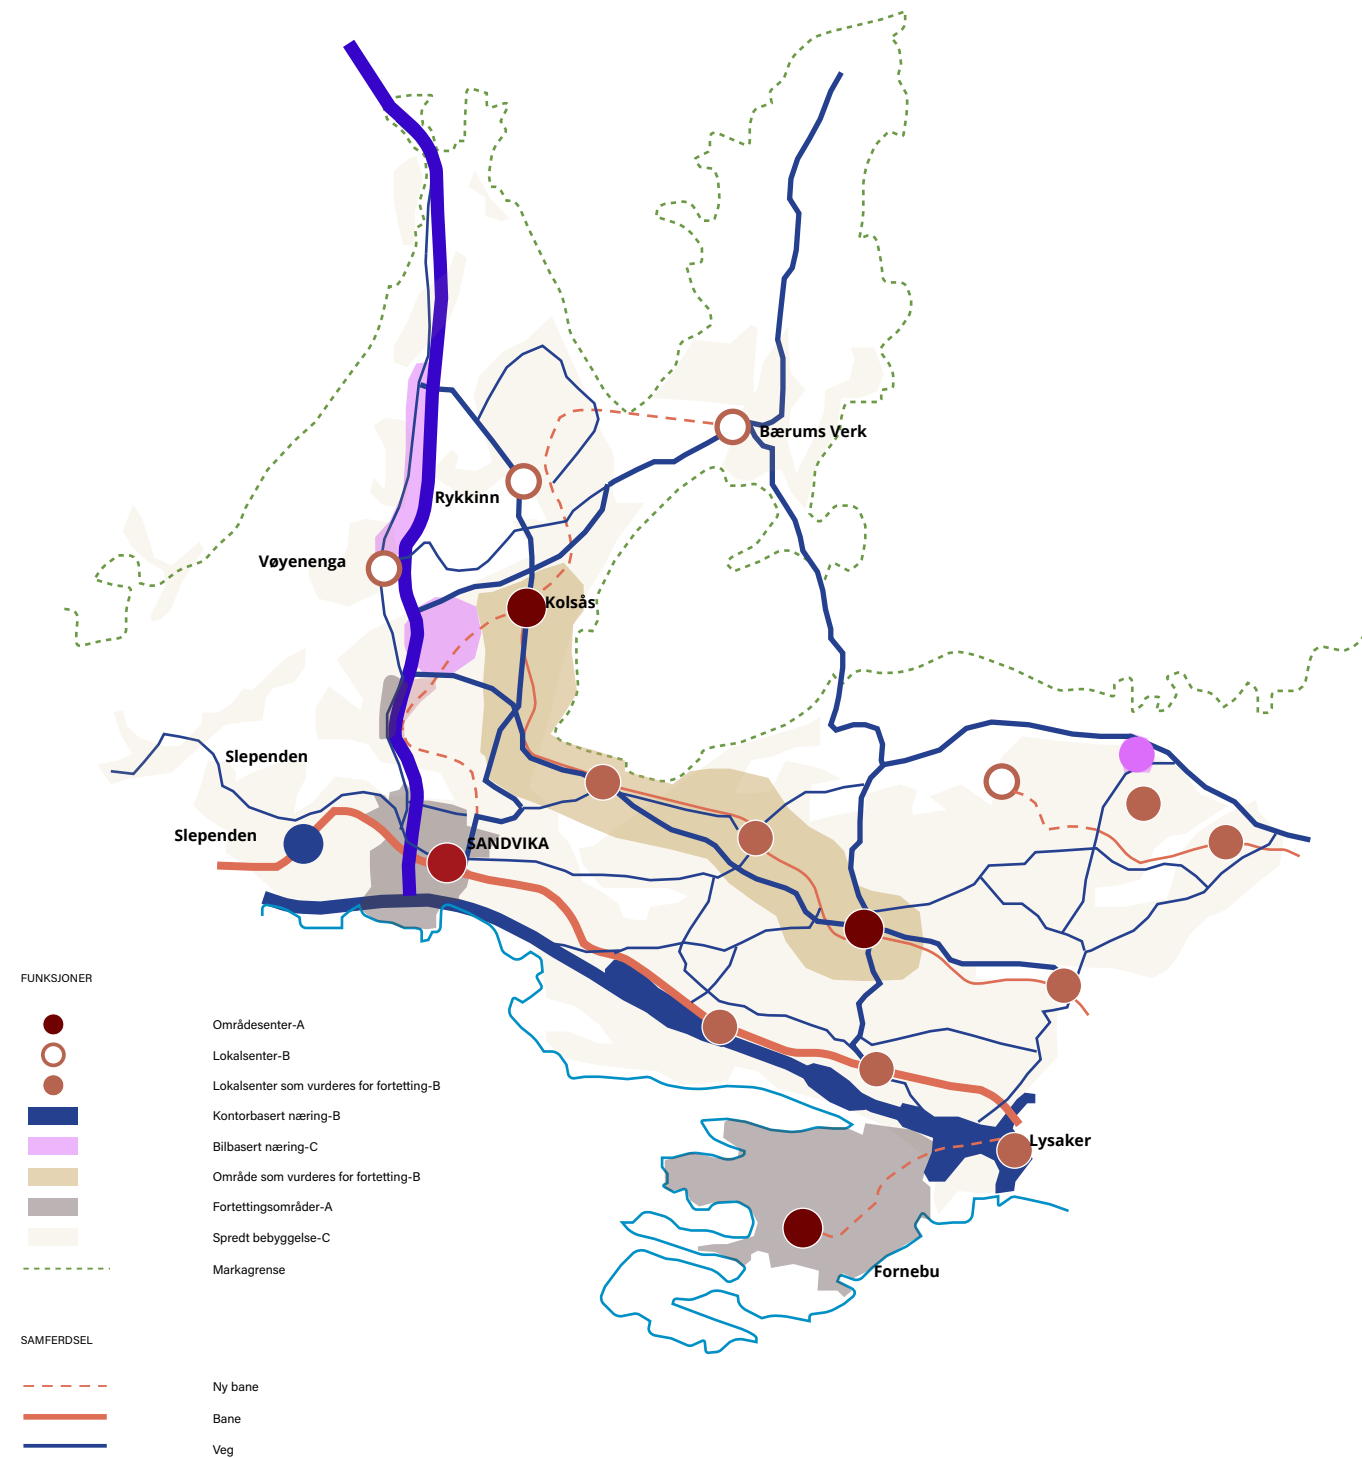 Bærums Verk
Rykkinn
Vøyenenga
Kolsås
Slependen
Slependen
SANDVIKA
FUNKSJONER
Områdesenter-A
Lokalsenter-B
Lokalsenter som vurderes for fortetting-B
Kontorbasert næring-B
Lysaker
Bilbasert næring-C
Område som vurderes for fortetting-B
Fortettingsområder-A
Spredt bebyggelse-C
Markagrense
Fornebu
SAMFERDSEL
Ny bane
Bane
Veg